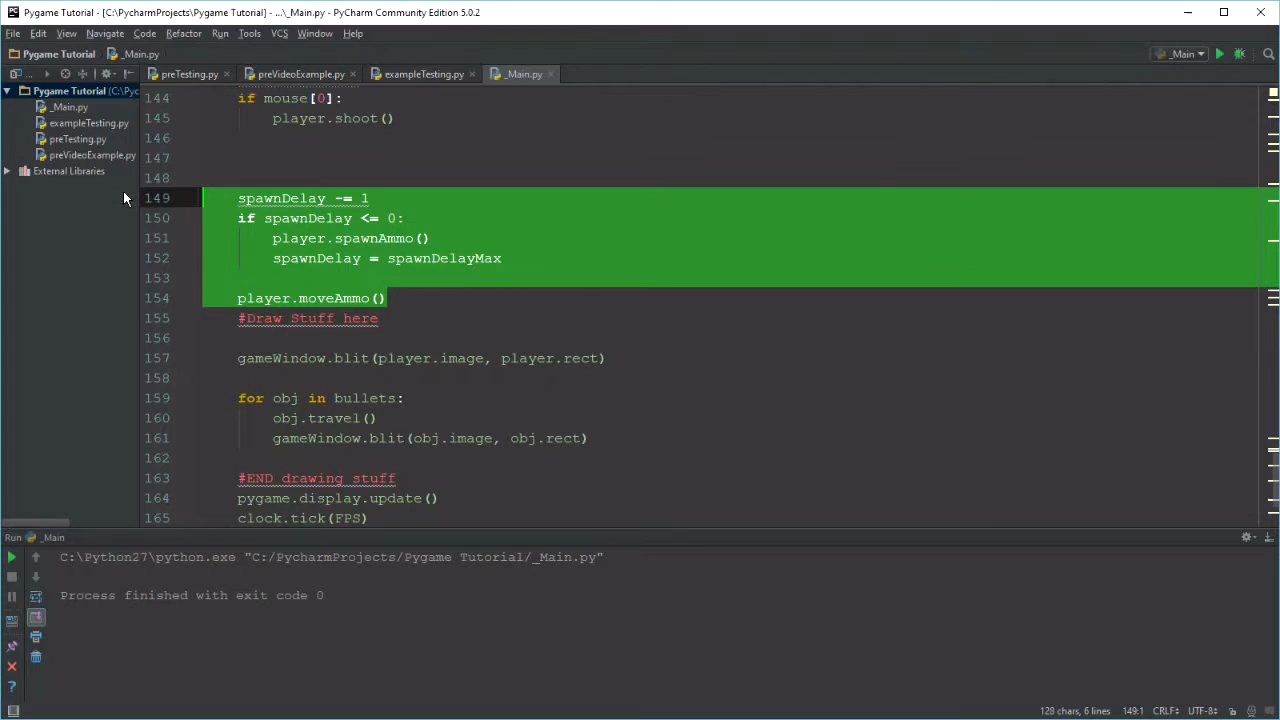 Pygame Tutorial - [C:\PycharmProjects\Pygame Tutorial] - ...\_Main.py - PyCharm Community Edition 5.0.2
File Edit View Navigate Code Refactor Run Tools VCS Window Help
Pygame Tutorial _Main.py
_Main
...
preTesting.py preVideoExample.py exampleTesting.py _Main.py
Pygame Tutorial (C:\Pyc
_Main.py
exampleTesting.py
preTesting.py
preVideoExample.py
External Libraries
144 if mouse[0]:
145 player.shoot()
146
147
148
149 spawnDelay -= 1
150 if spawnDelay <= 0:
151 player.spawnAmmo()
152 spawnDelay = spawnDelayMax
153
154 player.moveAmmo()
155 #Draw Stuff here
156
157 gameWindow.blit(player.image, player.rect)
158
159 for obj in bullets:
160 obj.travel()
161 gameWindow.blit(obj.image, obj.rect)
162
163 #END drawing stuff
164 pygame.display.update()
165 clock.tick(FPS)
Run _Main
C:\Python27\python.exe "C:/PycharmProjects/Pygame Tutorial/_Main.py"
Process finished with exit code 0
128 chars, 6 lines 149:1 CRLF UTF-8